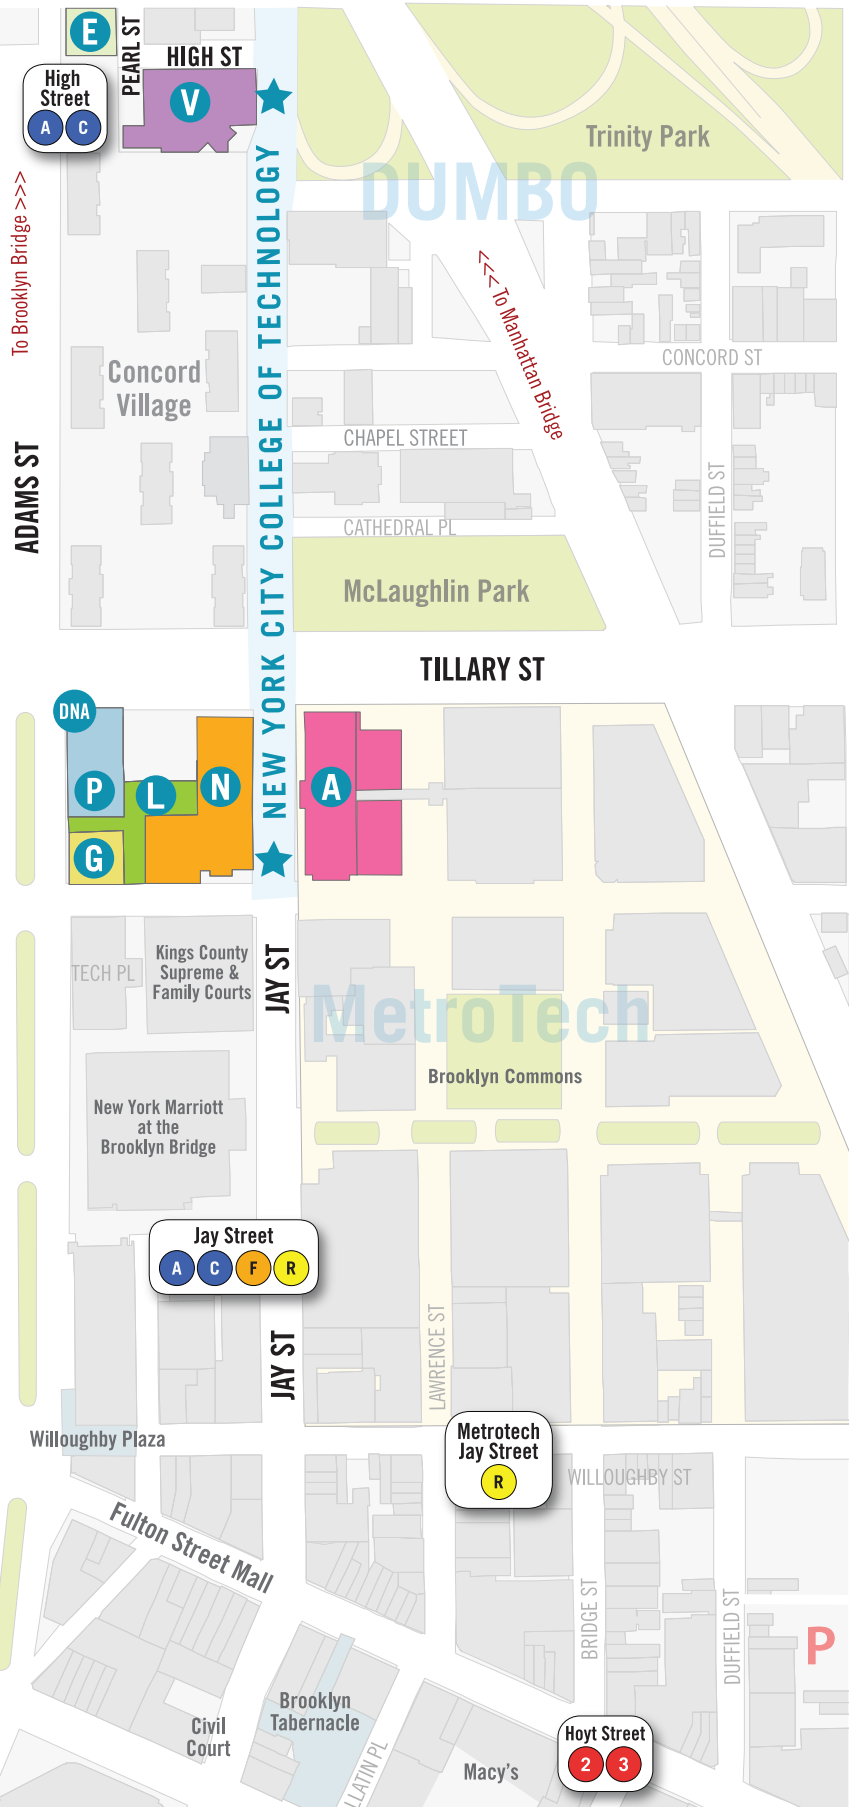 E
PEARL ST
HIGH ST
High
Street
A C
V
Trinity Park
DUMBO
To Brooklyn Bridge >>>
<<< To Manhattan Bridge
NEW YORK CITY COLLEGE OF TECHNOLOGY
CONCORD ST
Concord
Village
CHAPEL STREET
ADAMS ST
DUFFIELD ST
CATHEDRAL PL
McLaughlin Park
TILLARY ST
DNA
P
L
N
A
G
JAY ST
TECH PL
Kings County
Supreme &
Family Courts
MetroTech
Brooklyn Commons
New York Marriott
at the
Brooklyn Bridge
Jay Street
A C F R
JAY ST
LAWRENCE ST
Willoughby Plaza
Metrotech
Jay Street
R
WILLOUGHBY ST
Fulton Street Mall
BRIDGE ST
DUFFIELD ST
P
Brooklyn
Tabernacle
Civil
Court
LLATIN PL
Macy's
Hoyt Street
2 3